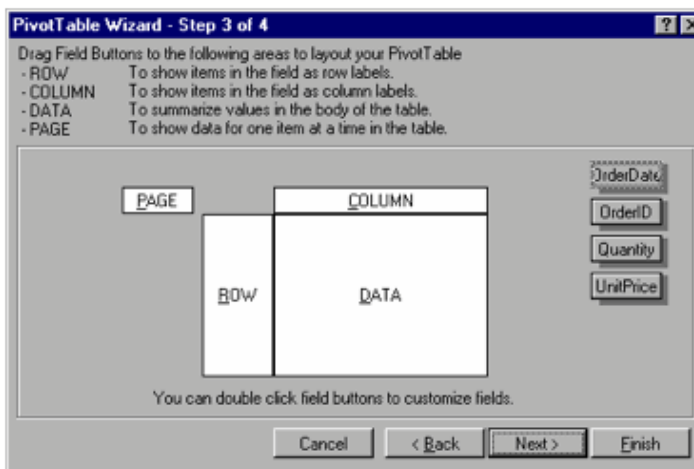 PivotTable Wizard - Step 3 of 4
Drag Field Buttons to the following areas to layout your PivotTable
- ROW To show items in the field as row labels.
- COLUMN To show items in the field as column labels.
- DATA To summarize values in the body of the table.
- PAGE To show data for one item at a time in the table.
OrderDate
PAGE COLUMN
OrderID
Quantity
UnitPrice
ROW DATA
You can double click field buttons to customize fields.
Cancel < Back Next > Finish